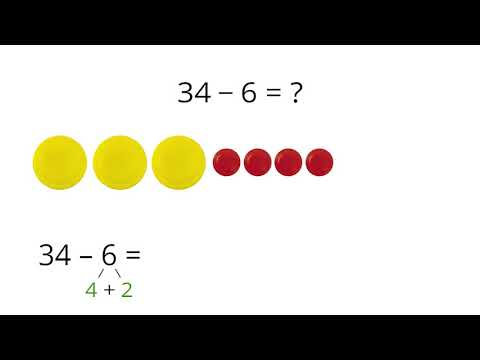 34 − 6 = ?
34 – 6 =
4 + 2